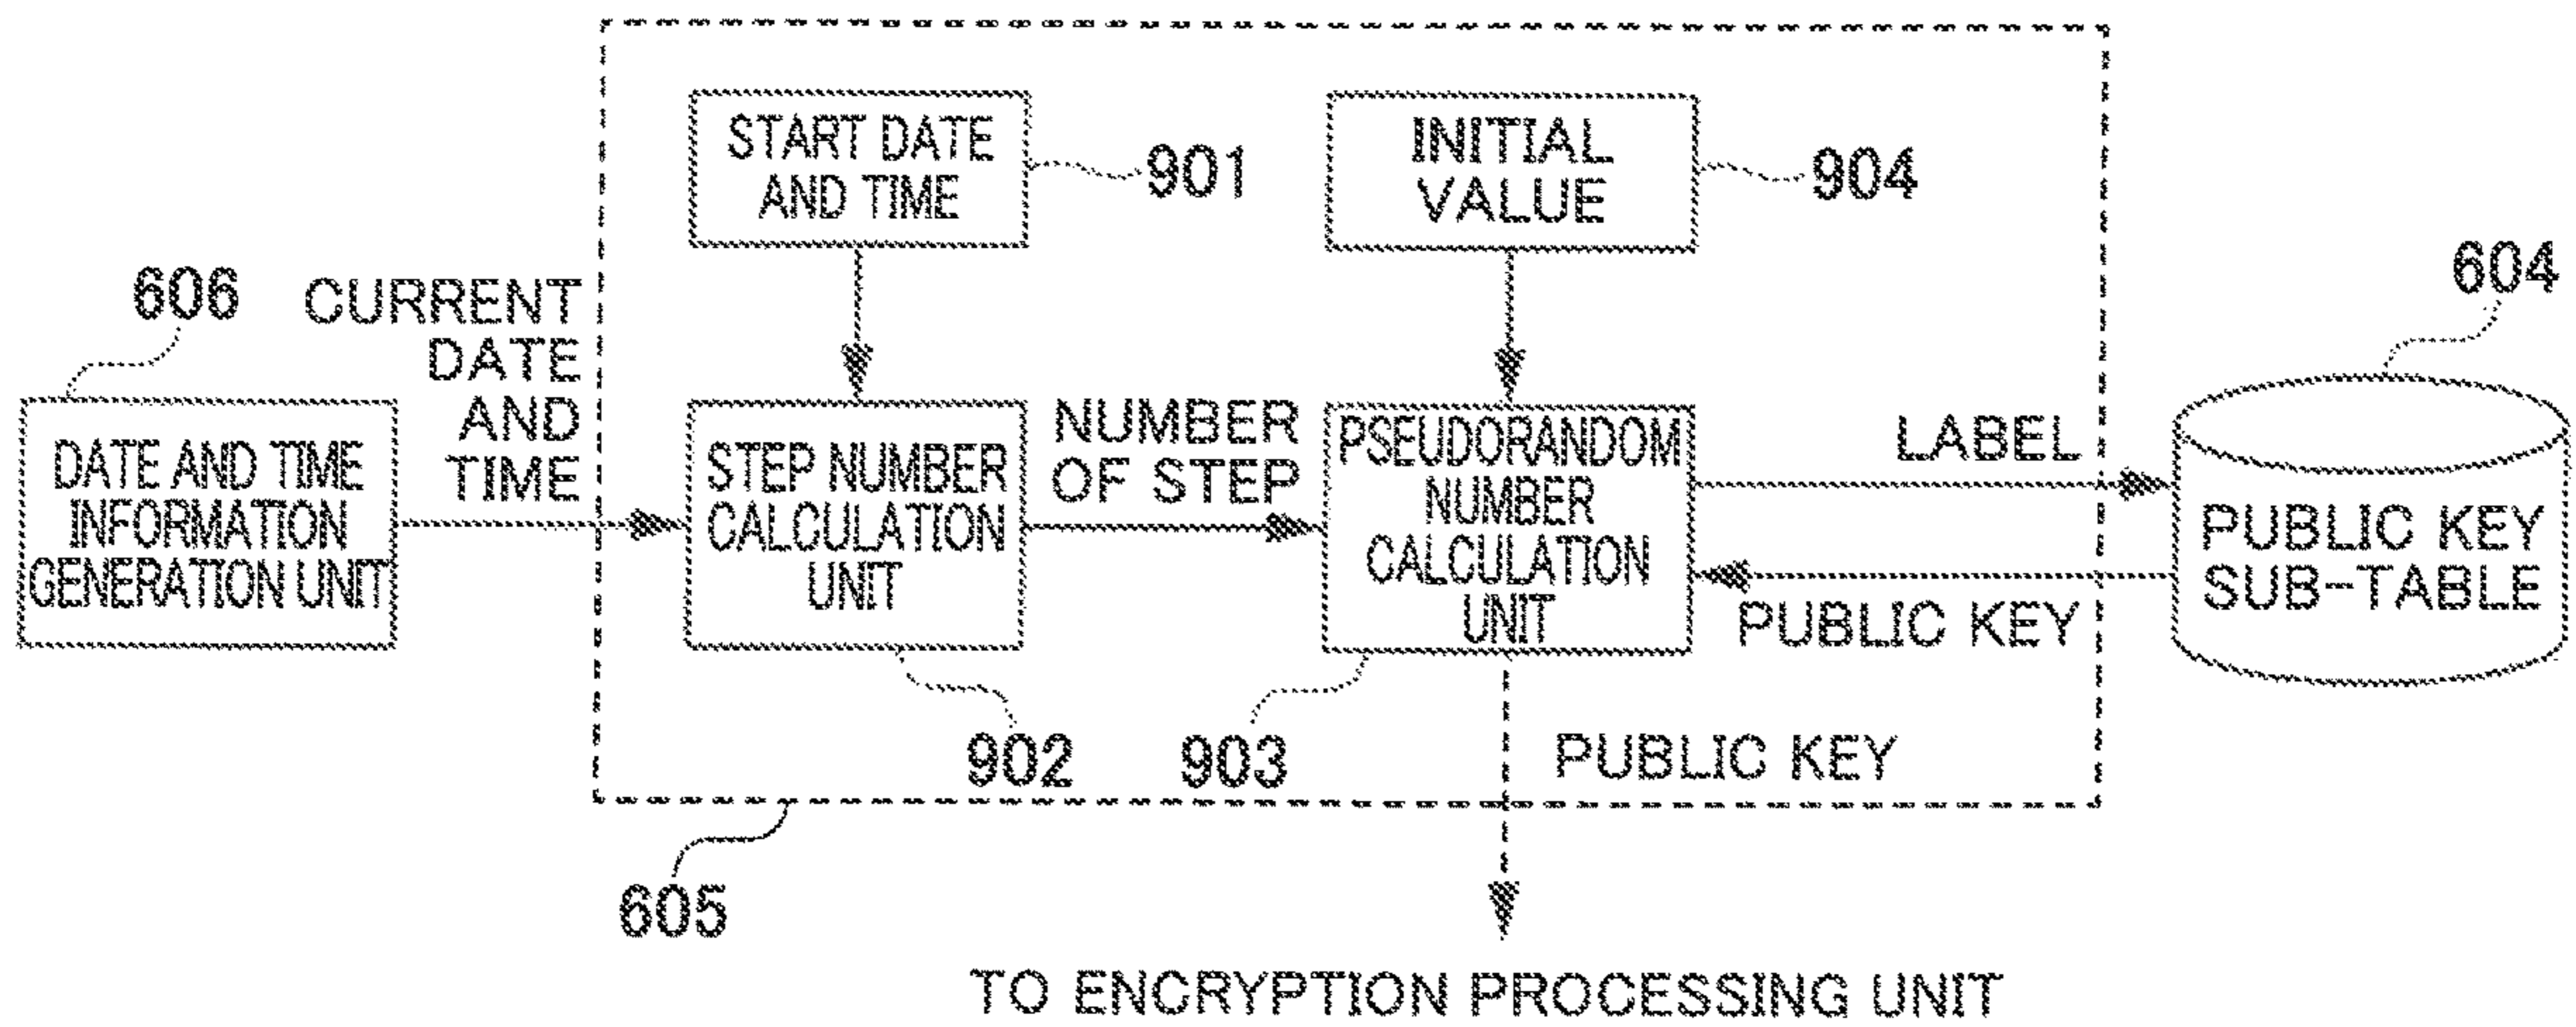 START DATE
AND TIME
901
INITIAL
VALUE
904
606
CURRENT
DATE
AND
TIME
604
DATE AND TIME
INFORMATION
GENERATION UNIT
STEP NUMBER
CALCULATION
UNIT
NUMBER
OF STEP
PSEUDORANDOM
NUMBER
CALCULATION
UNIT
LABEL
PUBLIC KEY
PUBLIC KEY
SUB-TABLE
902
903
PUBLIC KEY
605
TO ENCRYPTION PROCESSING UNIT